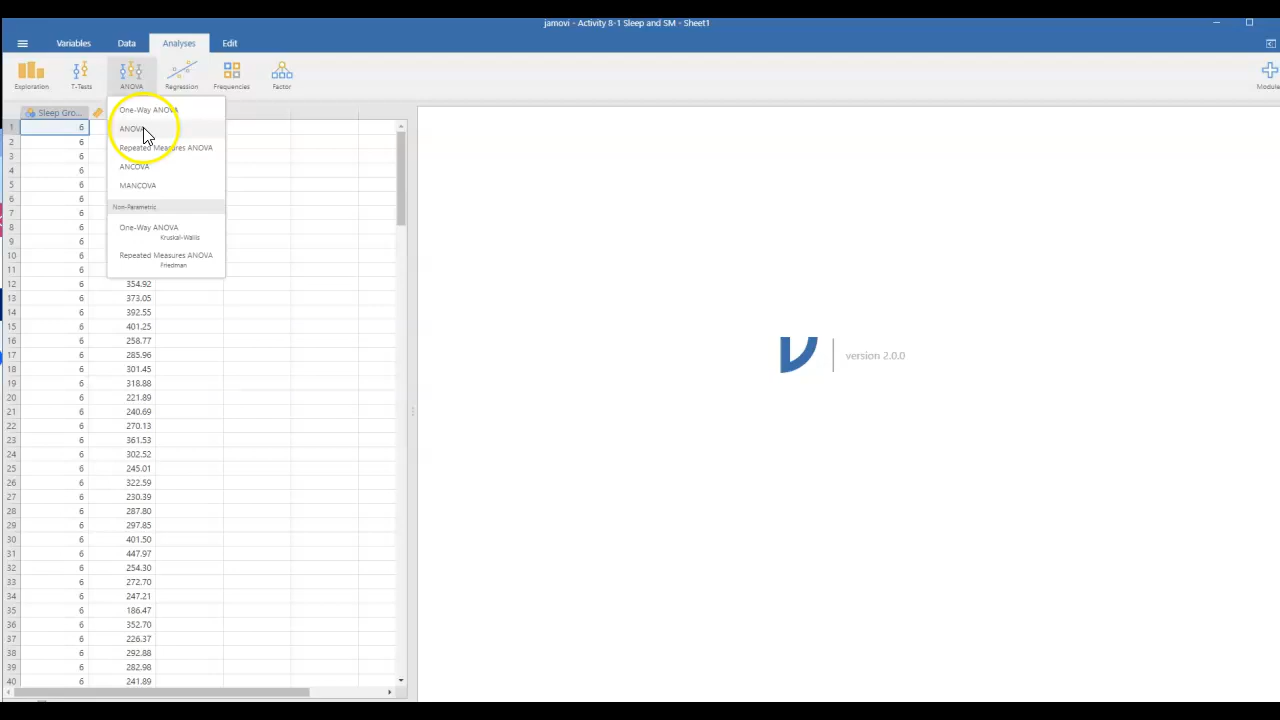 jamovi - Activity 8-1 Sleep and SM - Sheet1
Variables Data Analyses Edit
Exploration T-Tests ANOVA Regression Frequencies Factor Module
Sleep Gro...
One-Way ANOVA
ANOVA
Repeated Measures ANOVA
ANCOVA
MANCOVA
Non-Parametric
One-Way ANOVA
Kruskal-Wallis
Repeated Measures ANOVA
Friedman
1 6
2 6
3 6
4 6
5 6
6 6
7 6
8 6
9 6
10 6
11 6
12 6 354.92
13 6 373.05
14 6 392.55
15 6 401.25
16 6 258.77
17 6 285.96
18 6 301.45
19 6 318.88
20 6 221.89
21 6 240.69
22 6 270.13
23 6 361.53
24 6 302.52
25 6 245.01
26 6 322.59
27 6 230.39
28 6 287.80
29 6 297.85
30 6 401.50
31 6 447.97
32 6 254.30
33 6 272.70
34 6 247.21
35 6 186.47
36 6 352.70
37 6 226.37
38 6 292.88
39 6 282.98
40 6 241.89
version 2.0.0